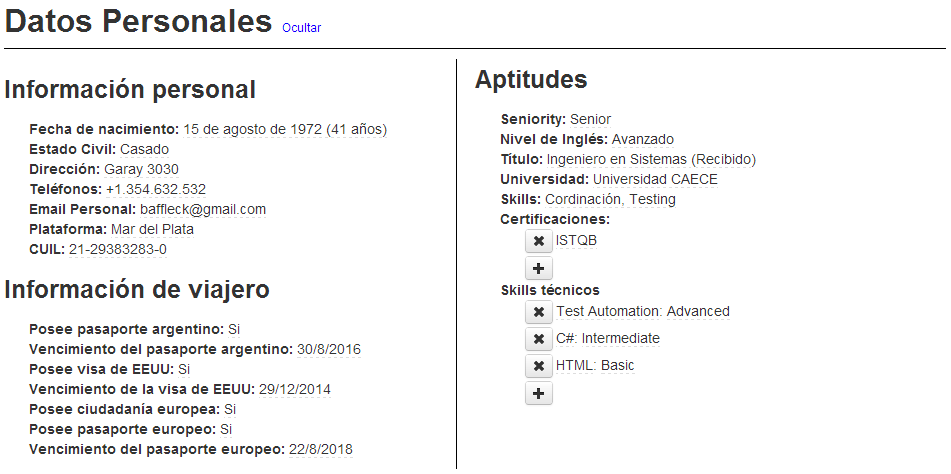 Datos Personales Ocultar
Información personal
Fecha de nacimiento: 15 de agosto de 1972 (41 años)
Estado Civil: Casado
Dirección: Garay 3030
Teléfonos: +1.354.632.532
Email Personal: baffleck@gmail.com
Plataforma: Mar del Plata
CUIL: 21-29383283-0
Información de viajero
Posee pasaporte argentino: Si
Vencimiento del pasaporte argentino: 30/8/2016
Posee visa de EEUU: Si
Vencimiento de la visa de EEUU: 29/12/2014
Posee ciudadanía europea: Si
Posee pasaporte europeo: Si
Vencimiento del pasaporte europeo: 22/8/2018
Aptitudes
Seniority: Senior
Nivel de Inglés: Avanzado
Título: Ingeniero en Sistemas (Recibido)
Universidad: Universidad CAECE
Skills: Cordinación, Testing
Certificaciones:
ISTQB
Skills técnicos
Test Automation: Advanced
C#: Intermediate
HTML: Basic